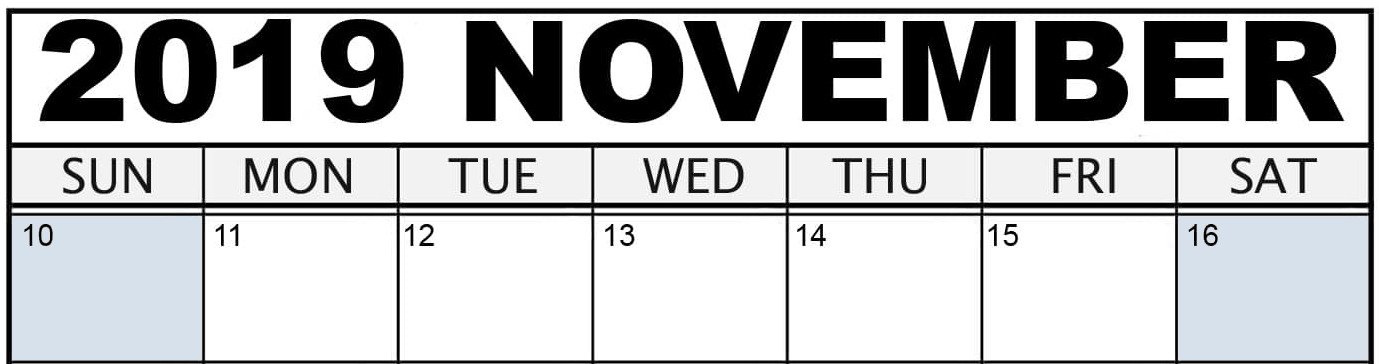 2019 NOVEMBER
SUN MON TUE WED THU FRI SAT
10 11 12 13 14 15 16